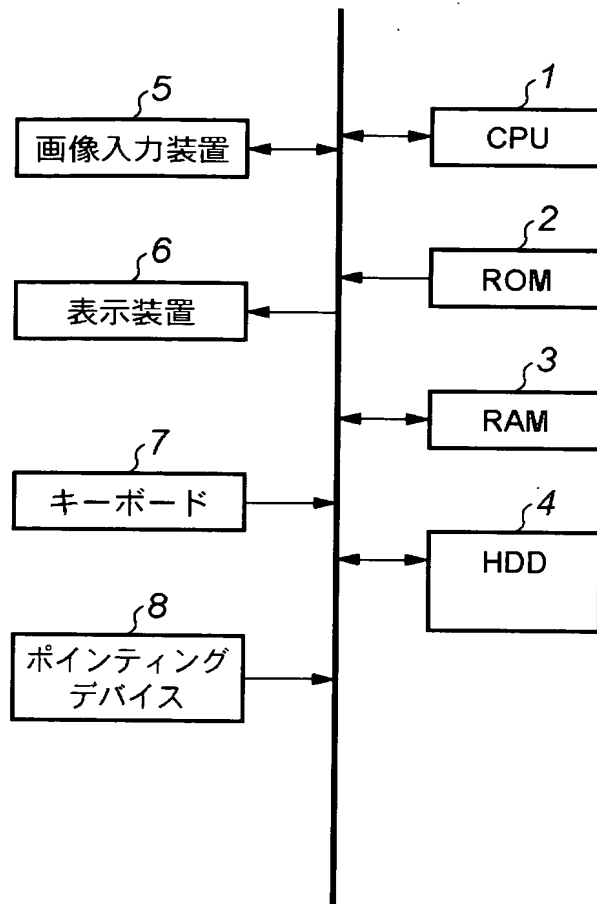 5
画像入力装置
6
表示装置
7
キーボード
8
ポインティング
デバイス
1
CPU
2
ROM
3
RAM
4
HDD